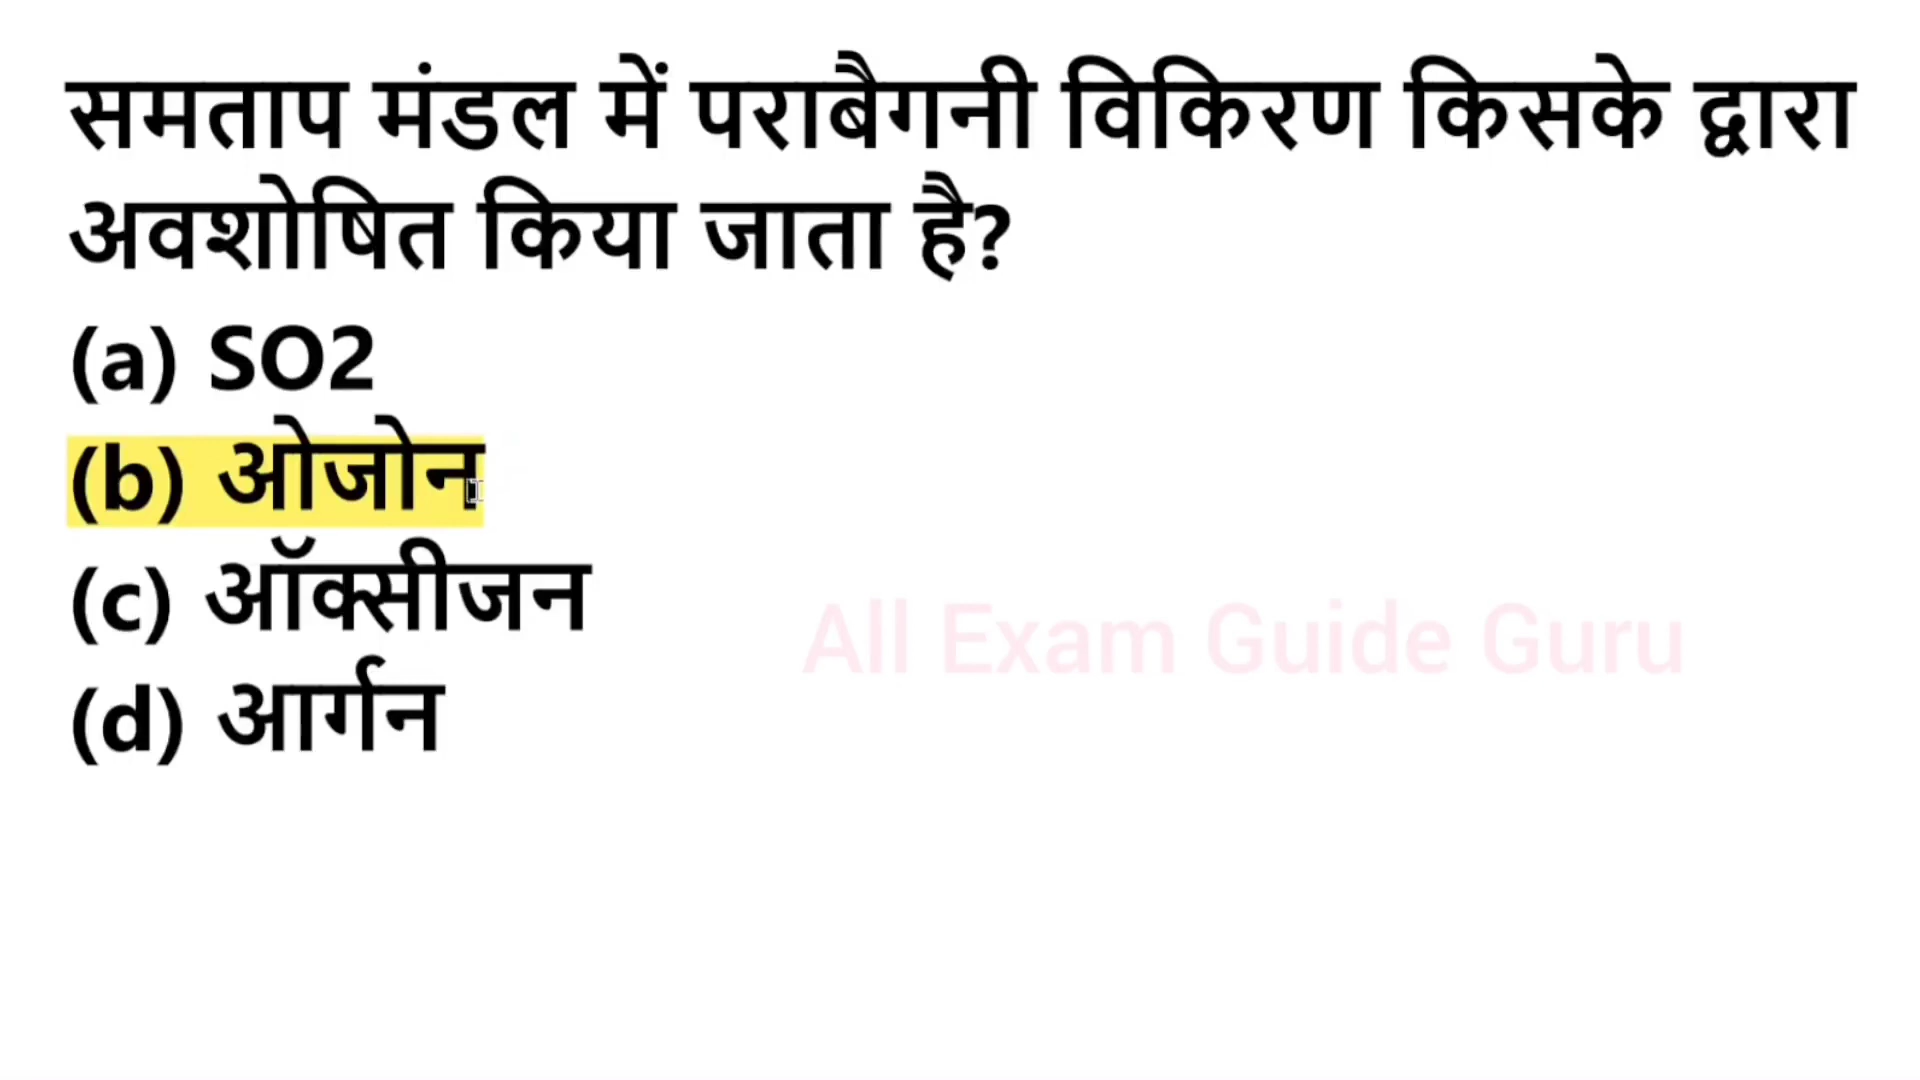 समताप मंडल में पराबैगनी विकिरण किसके द्वारा
अवशोषित किया जाता है?
(a) SO2
(b) ओजोन
(c) ऑक्सीजन
(d) आर्गन
All Exam Guide Guru